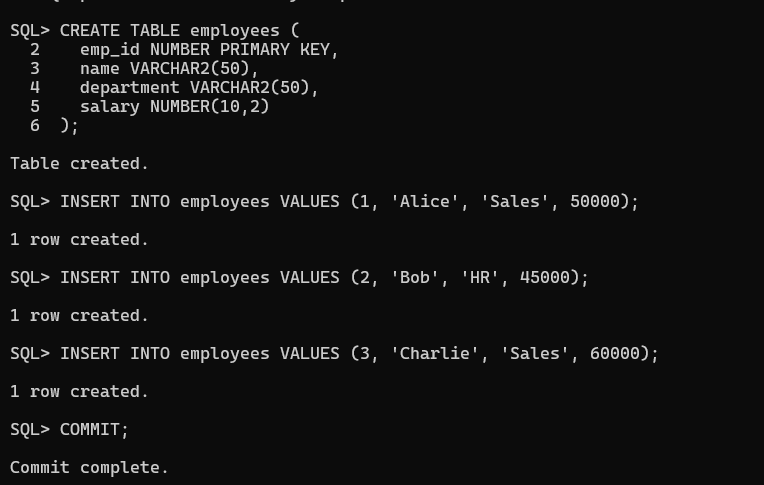 SQL> CREATE TABLE employees (
  2    emp_id NUMBER PRIMARY KEY,
  3    name VARCHAR2(50),
  4    department VARCHAR2(50),
  5    salary NUMBER(10,2)
  6  );
Table created.
SQL> INSERT INTO employees VALUES (1, 'Alice', 'Sales', 50000);
1 row created.
SQL> INSERT INTO employees VALUES (2, 'Bob', 'HR', 45000);
1 row created.
SQL> INSERT INTO employees VALUES (3, 'Charlie', 'Sales', 60000);
1 row created.
SQL> COMMIT;
Commit complete.